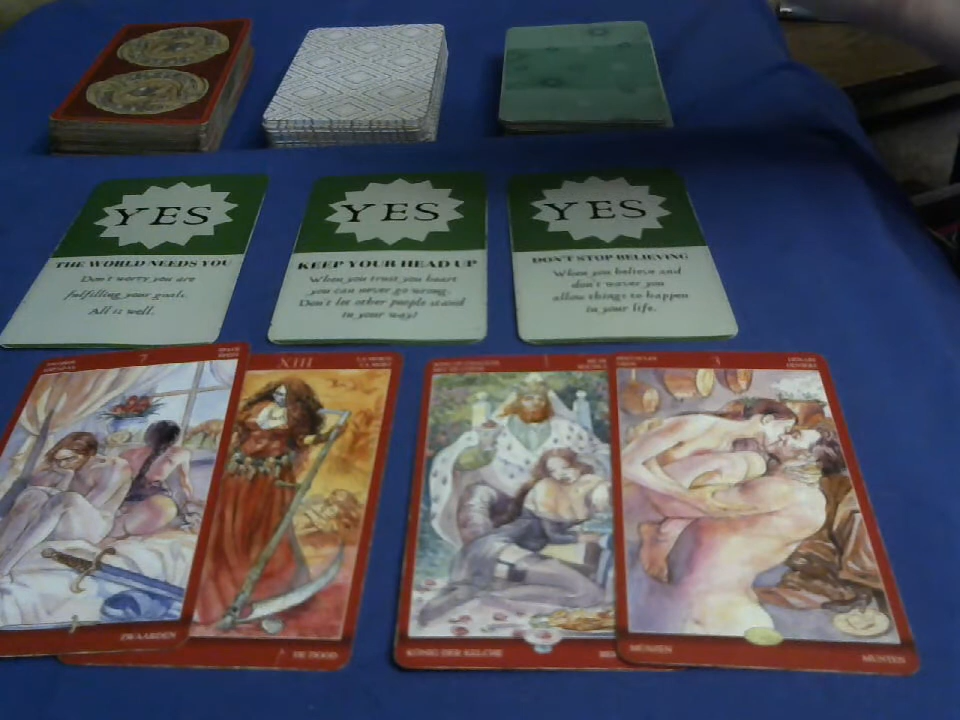 YES
THE WORLD NEEDS YOU
Don't worry you are
fulfilling your goals.
All is well.
YES
KEEP YOUR HEAD UP
When you trust you heart
you can never go wrong.
Don't let other people stand
in your way!
YES
DON'T STOP BELIEVING
When you believe and
don't waver you
allow things to happen
in your life.
7
ZWAARDEN
XIII
DE DOOD
KÖNIG DER KELCHE
3
MÜNZEN
MUNTEN